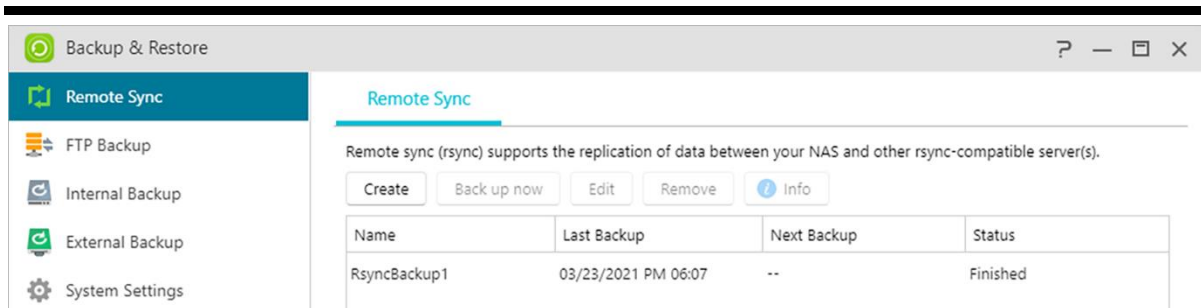 Backup & Restore
Remote Sync
FTP Backup
Internal Backup
External Backup
System Settings
Remote Sync
Remote sync (rsync) supports the replication of data between your NAS and other rsync-compatible server(s).
Create Back up now Edit Remove Info
Name Last Backup Next Backup Status
RsyncBackup1 03/23/2021 PM 06:07 -- Finished